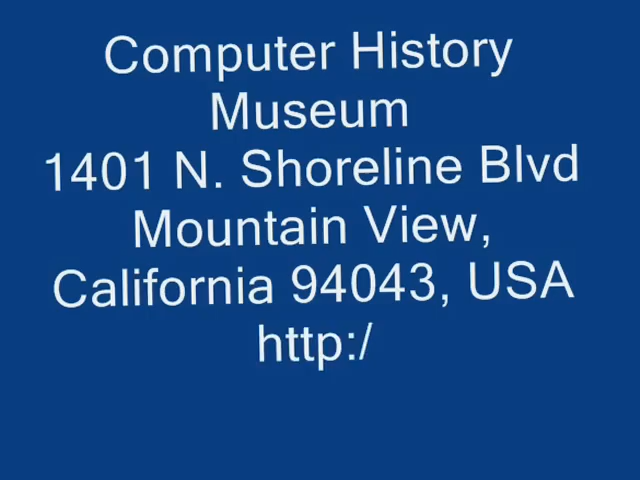 Computer History
Museum
1401 N. Shoreline Blvd
Mountain View,
California 94043, USA
http:/